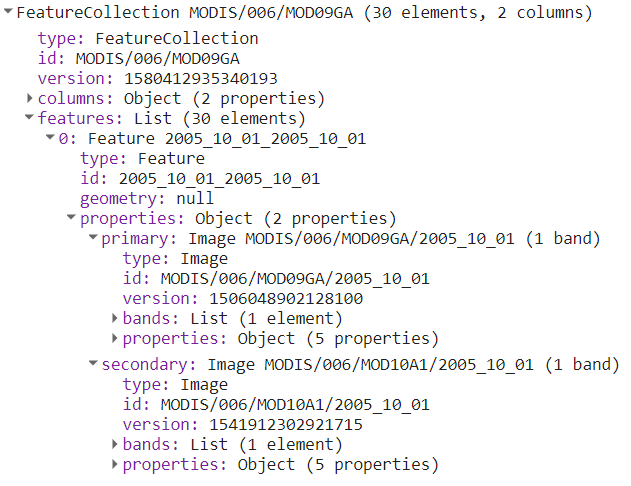 FeatureCollection MODIS/006/MOD09GA (30 elements, 2 columns)
type: FeatureCollection
id: MODIS/006/MOD09GA
version: 1580412935340193
columns: Object (2 properties)
features: List (30 elements)
0: Feature 2005_10_01_2005_10_01
type: Feature
id: 2005_10_01_2005_10_01
geometry: null
properties: Object (2 properties)
primary: Image MODIS/006/MOD09GA/2005_10_01 (1 band)
type: Image
id: MODIS/006/MOD09GA/2005_10_01
version: 1506048902128100
bands: List (1 element)
properties: Object (5 properties)
secondary: Image MODIS/006/MOD10A1/2005_10_01 (1 band)
type: Image
id: MODIS/006/MOD10A1/2005_10_01
version: 1541912302921715
bands: List (1 element)
properties: Object (5 properties)